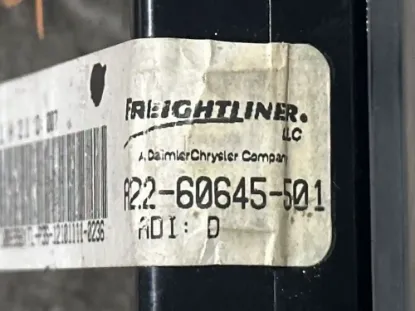 FREIGHTLINER.
LLC
A DaimlerChrysler Company
A22-60645-501
ADI: D